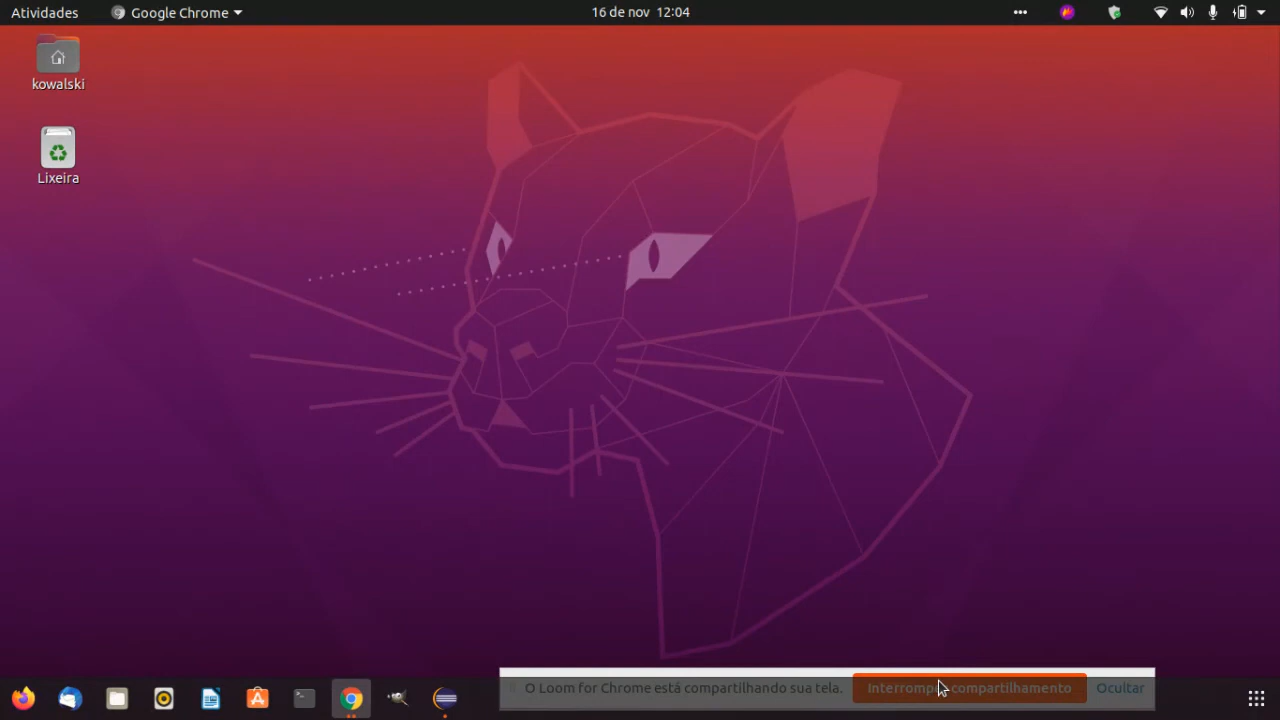 Atividades
Google Chrome
16 de nov 12:04
kowalski
Lixeira
O Loom for Chrome está compartilhando sua tela.
Interromper compartilhamento
Ocultar